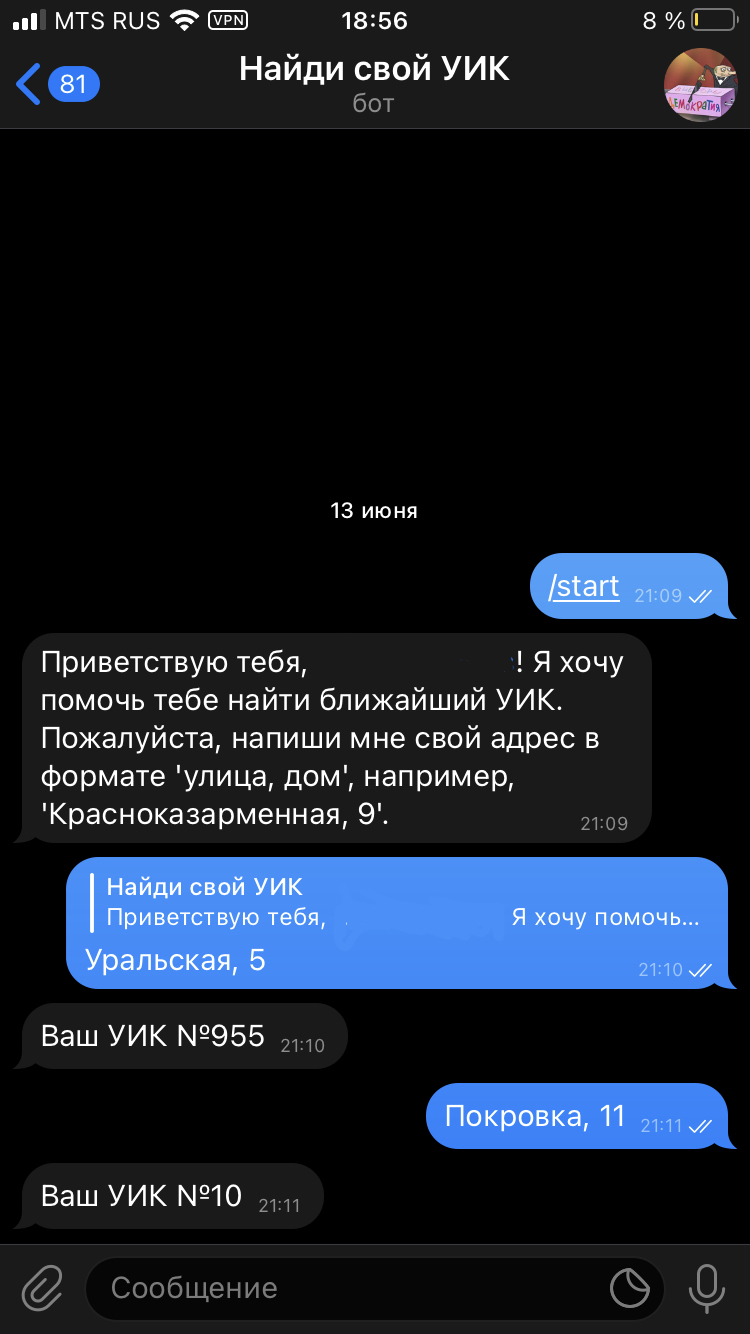 MTS RUS VPN 18:56 8 %
81 Найди свой УИК
бот
13 июня
/start 21:09
Приветствую тебя, ! Я хочу
помочь тебе найти ближайший УИК.
Пожалуйста, напиши мне свой адрес в
формате 'улица, дом', например,
'Красноказарменная, 9'.
21:09
Найди свой УИК
Приветствую тебя, Я хочу помочь...
Уральская, 5
21:10
Ваш УИК №955 21:10
Покровка, 11 21:11
Ваш УИК №10 21:11
Сообщение